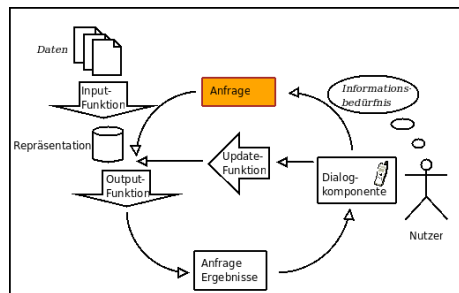 Daten
Input-
Funktion
Anfrage
Informations-
bedürfnis
Repräsentation
Update-
Funktion
Output-
Funktion
Dialog-
komponente
Nutzer
Anfrage
Ergebnisse